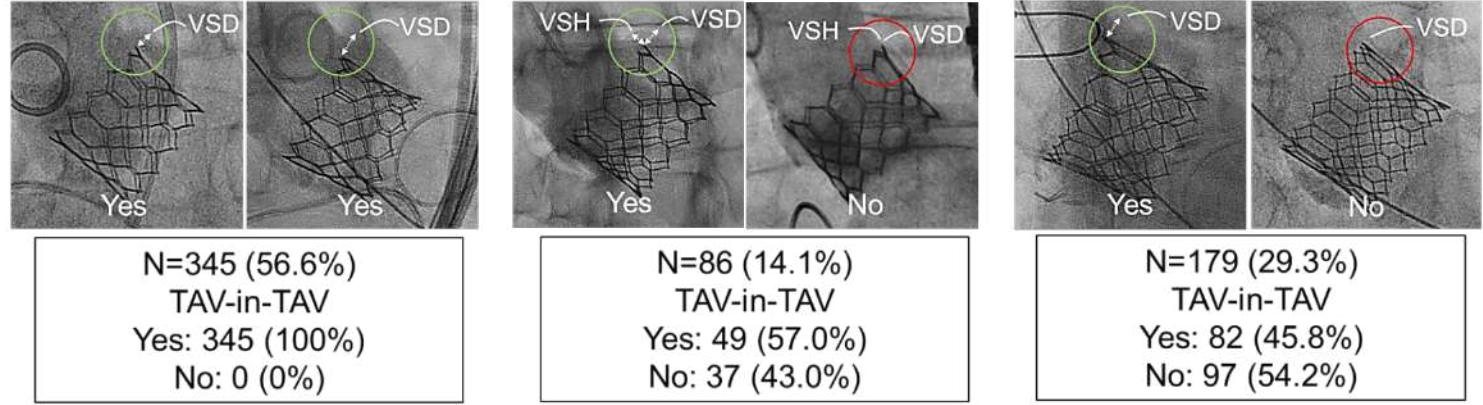 VSD
VSD
Yes
Yes
VSH VSD
VSH VSD
Yes
No
VSD
VSD
Yes
No
N=345 (56.6%)
TAV-in-TAV
Yes: 345 (100%)
No: 0 (0%)
N=86 (14.1%)
TAV-in-TAV
Yes: 49 (57.0%)
No: 37 (43.0%)
N=179 (29.3%)
TAV-in-TAV
Yes: 82 (45.8%)
No: 97 (54.2%)